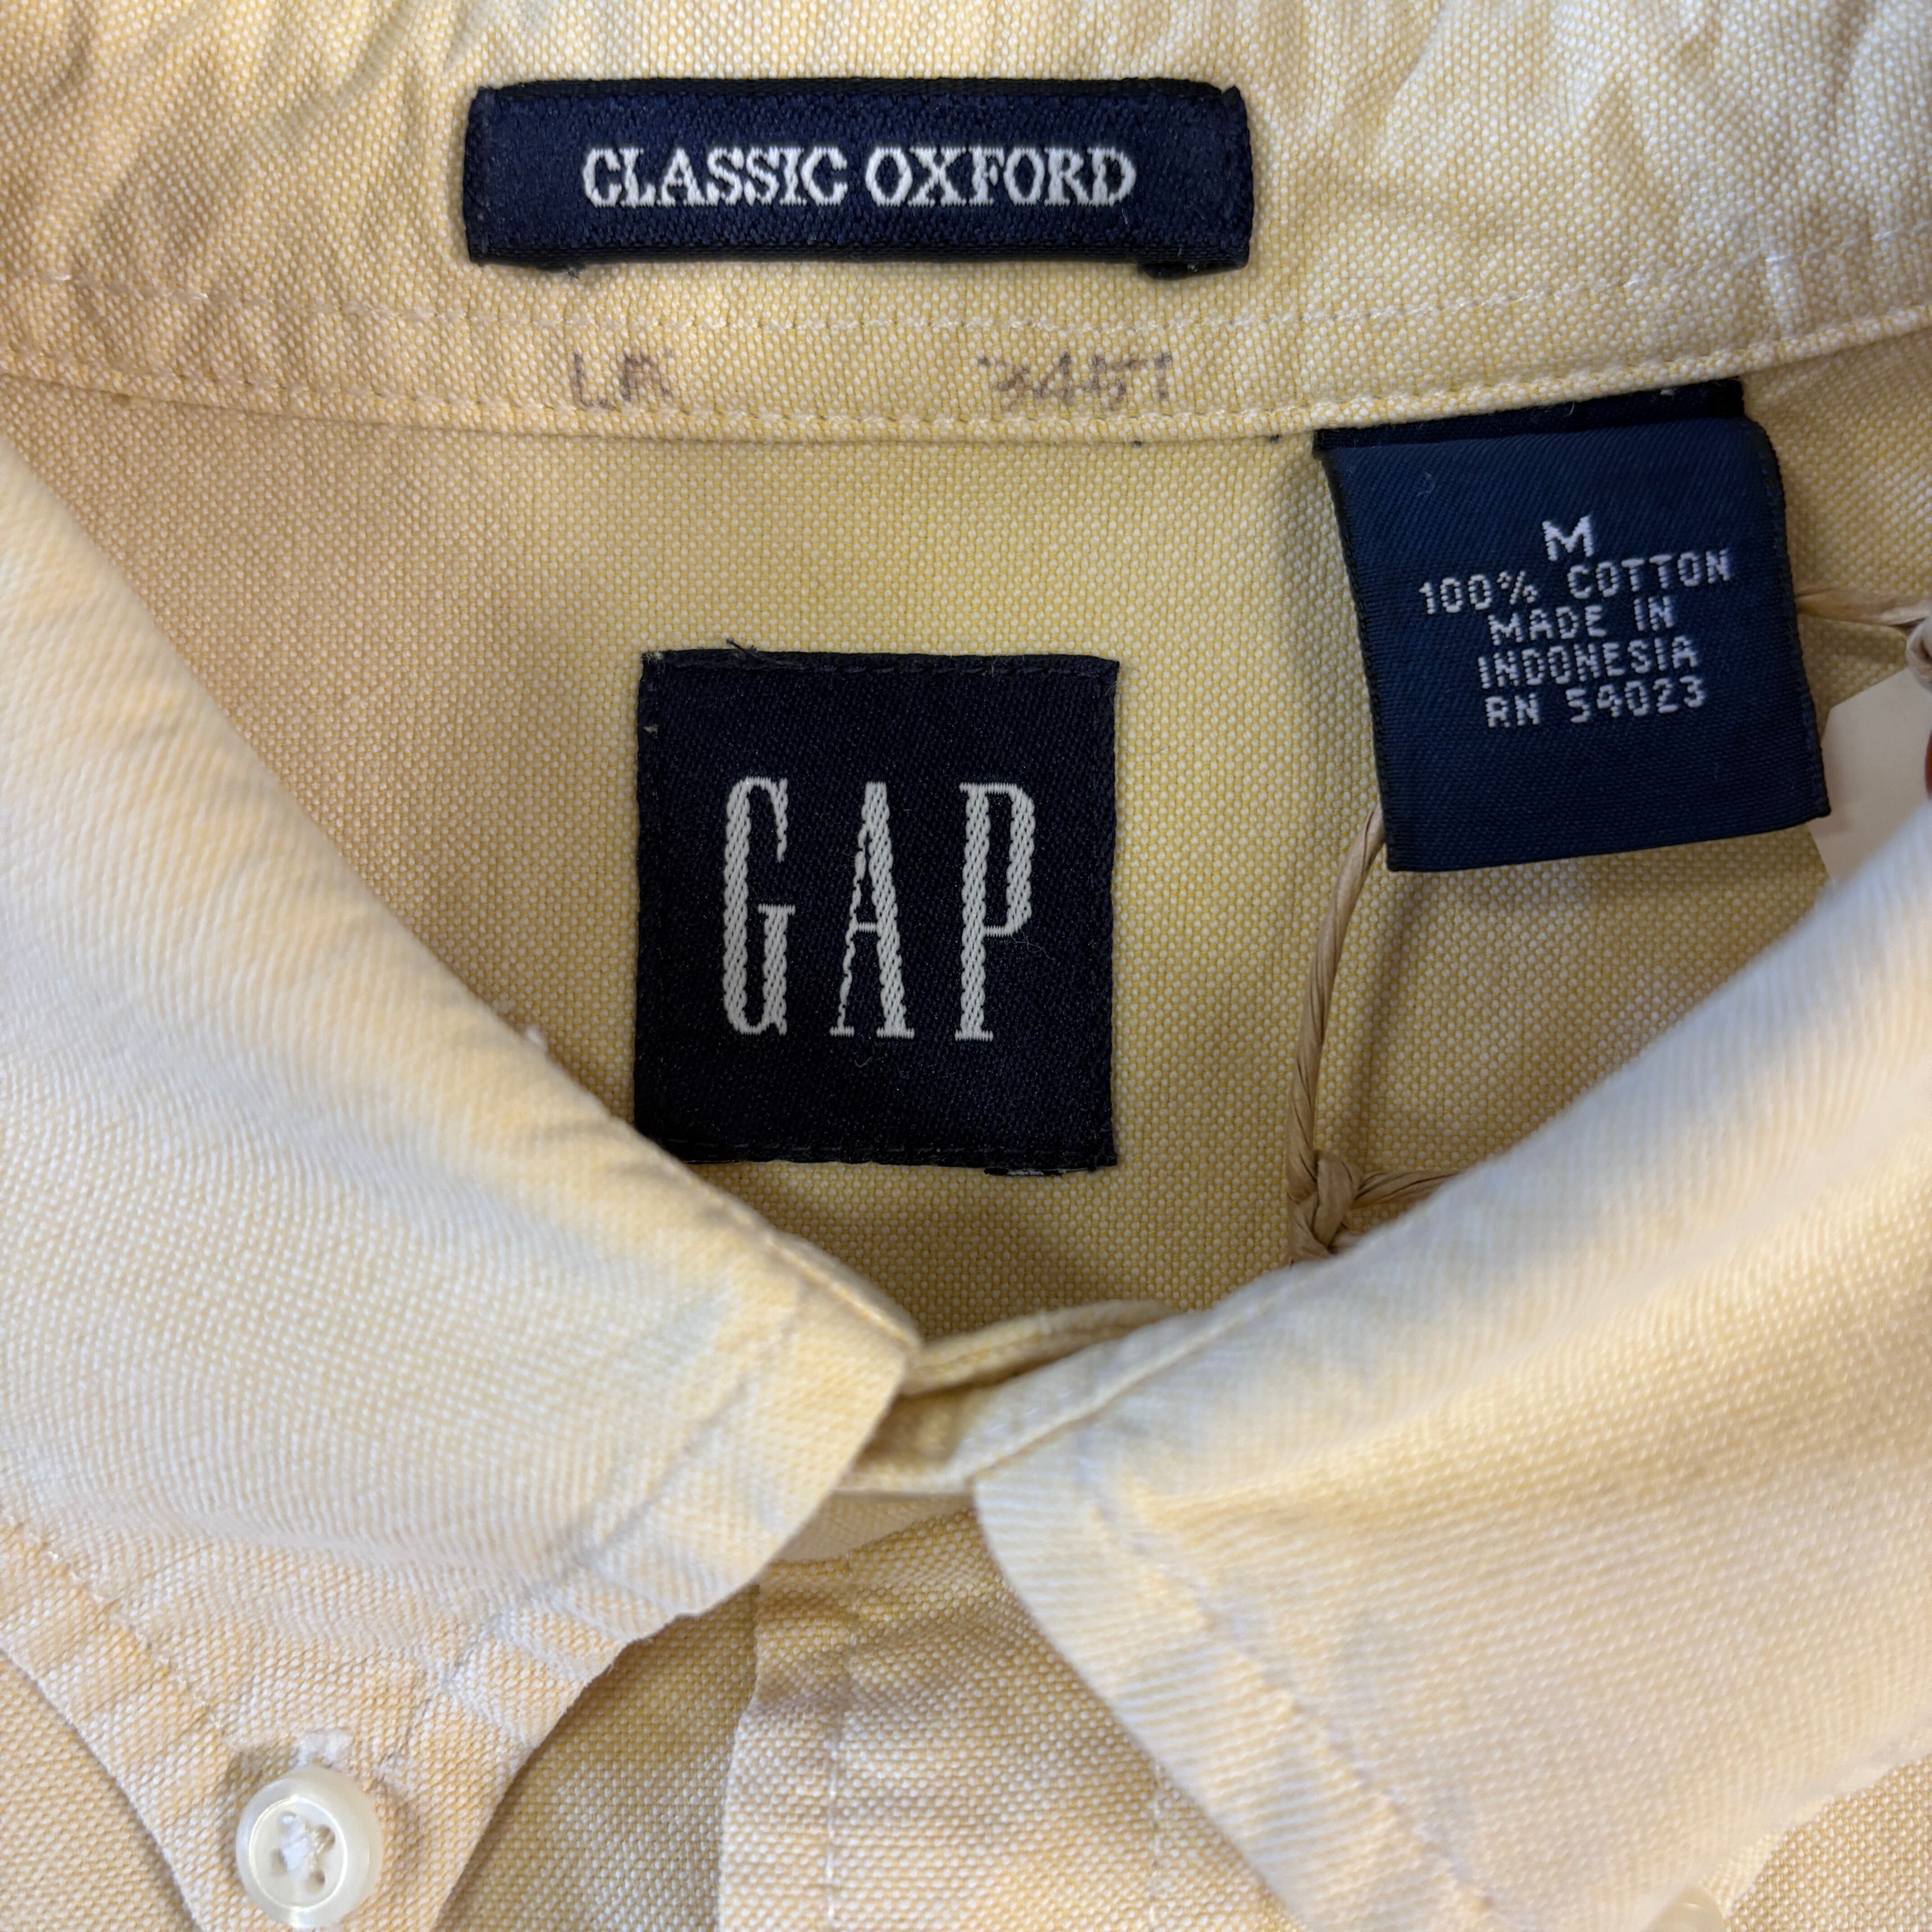 CLASSIC OXFORD
M
100% COTTON
MADE IN
INDONESIA
RN 54023
GAP